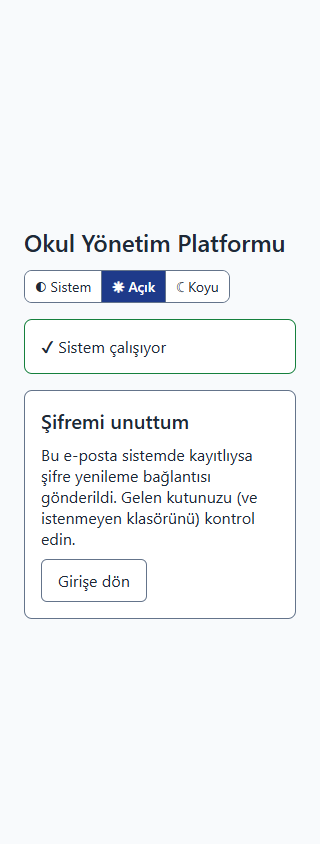 Okul Yönetim Platformu
◐ Sistem ✸ Açık ☾ Koyu
✓ Sistem çalışıyor
Şifremi unuttum
Bu e-posta sistemde kayıtlıysa
şifre yenileme bağlantısı
gönderildi. Gelen kutunuzu (ve
istenmeyen klasörünü) kontrol
edin.
Girişe dön